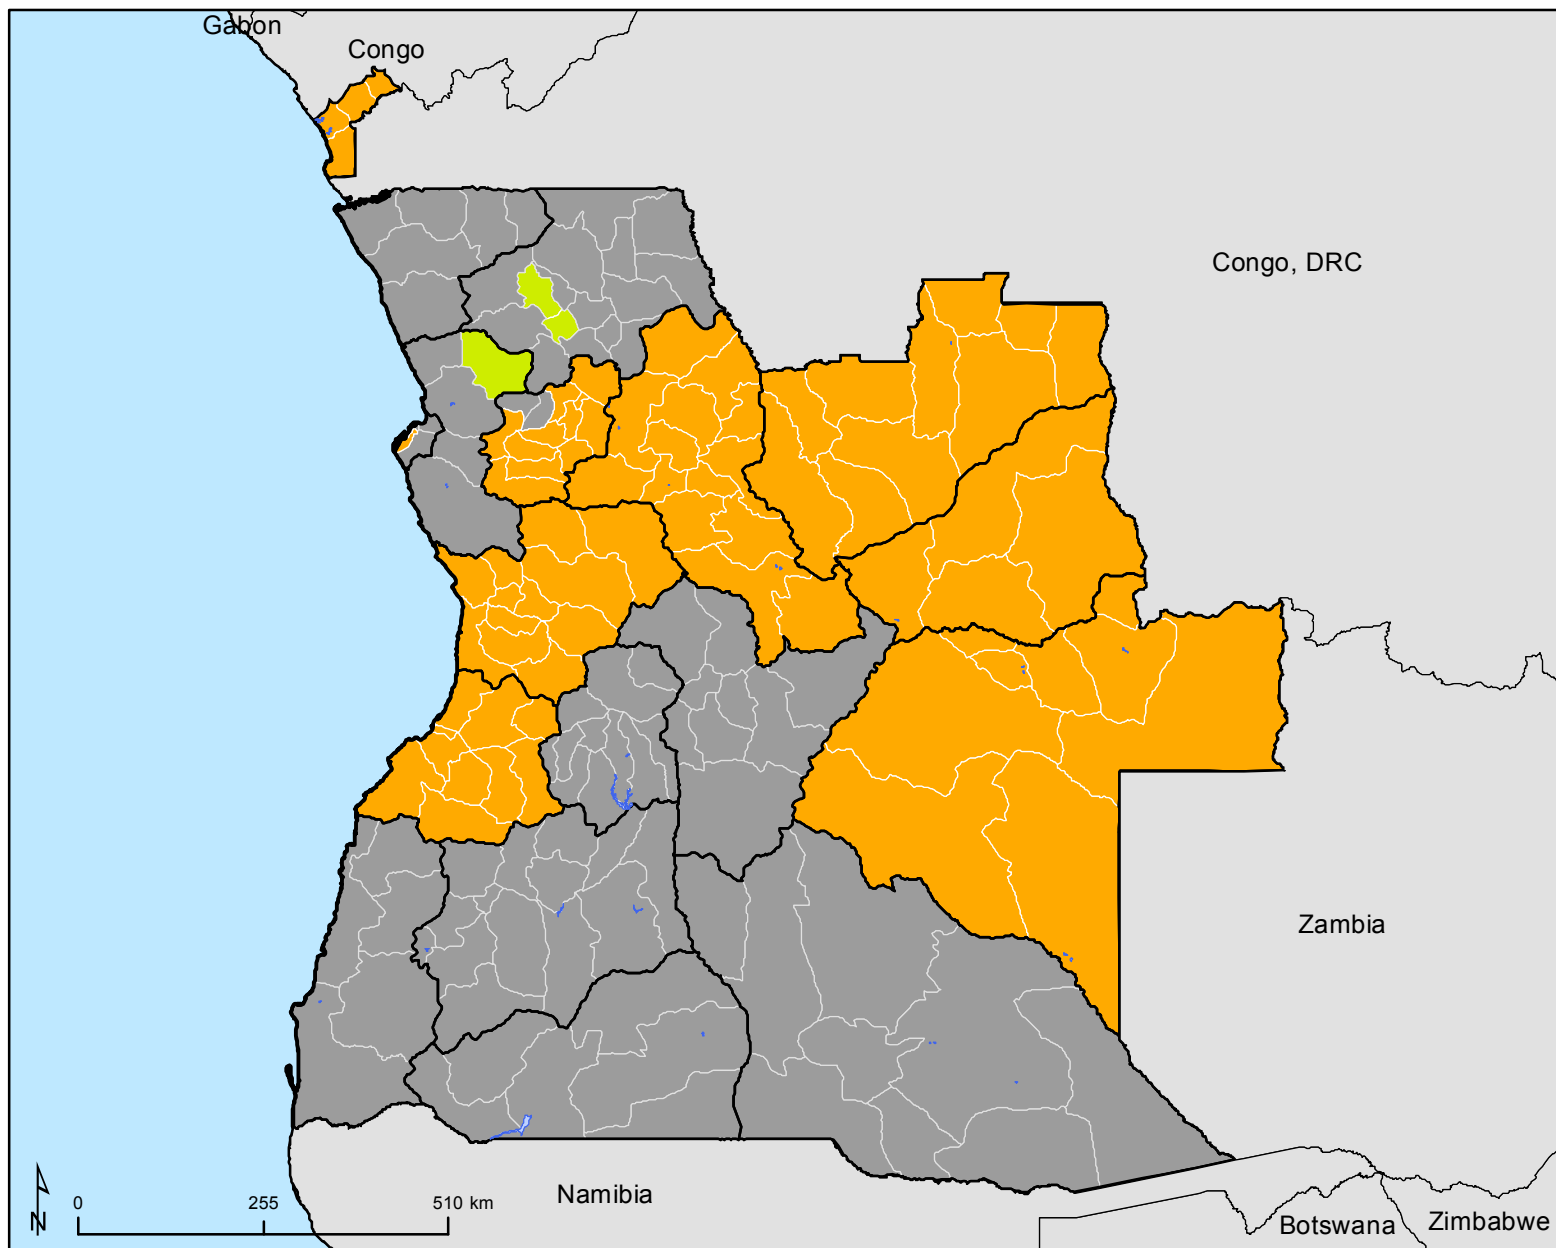 Gabon
Congo
Congo, DRC
Zambia
Namibia
Botswana
Zimbabwe
N
0 255 510 km